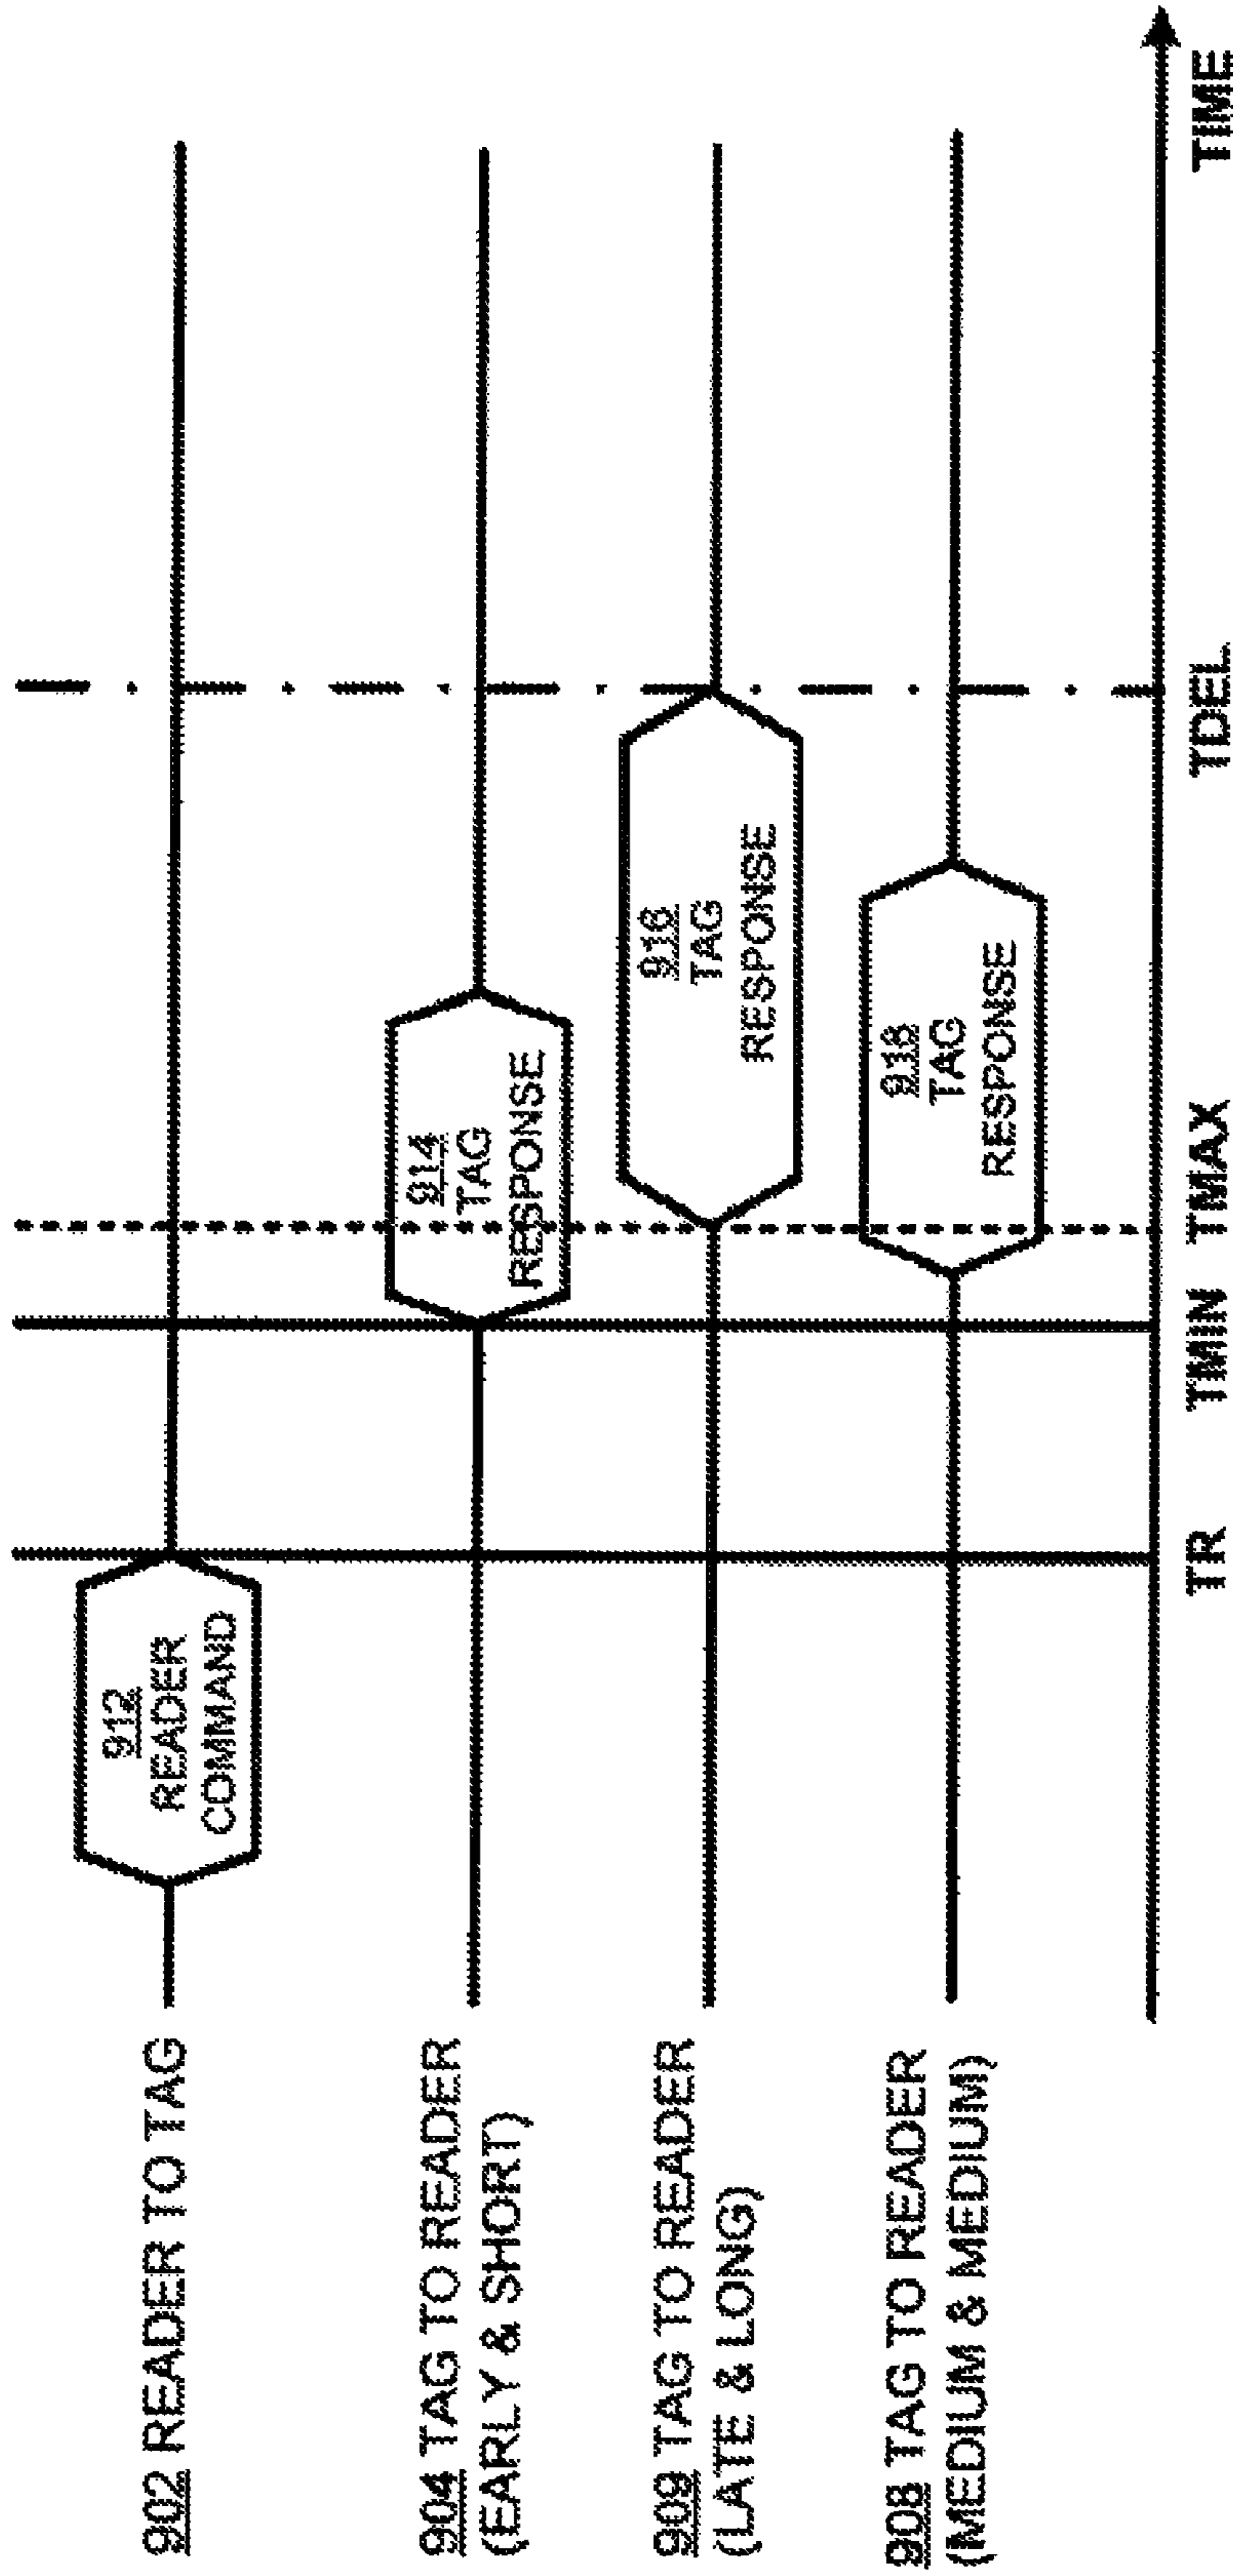 902 READER TO TAG
912
READER
COMMAND
904 TAG TO READER
(EARLY & SHORT)
914
TAG
RESPONSE
909 TAG TO READER
(LATE & LONG)
916
TAG
RESPONSE
908 TAG TO READER
(MEDIUM & MEDIUM)
918
TAG
RESPONSE
TR
TMIN
TMAX
TDEL
TIME